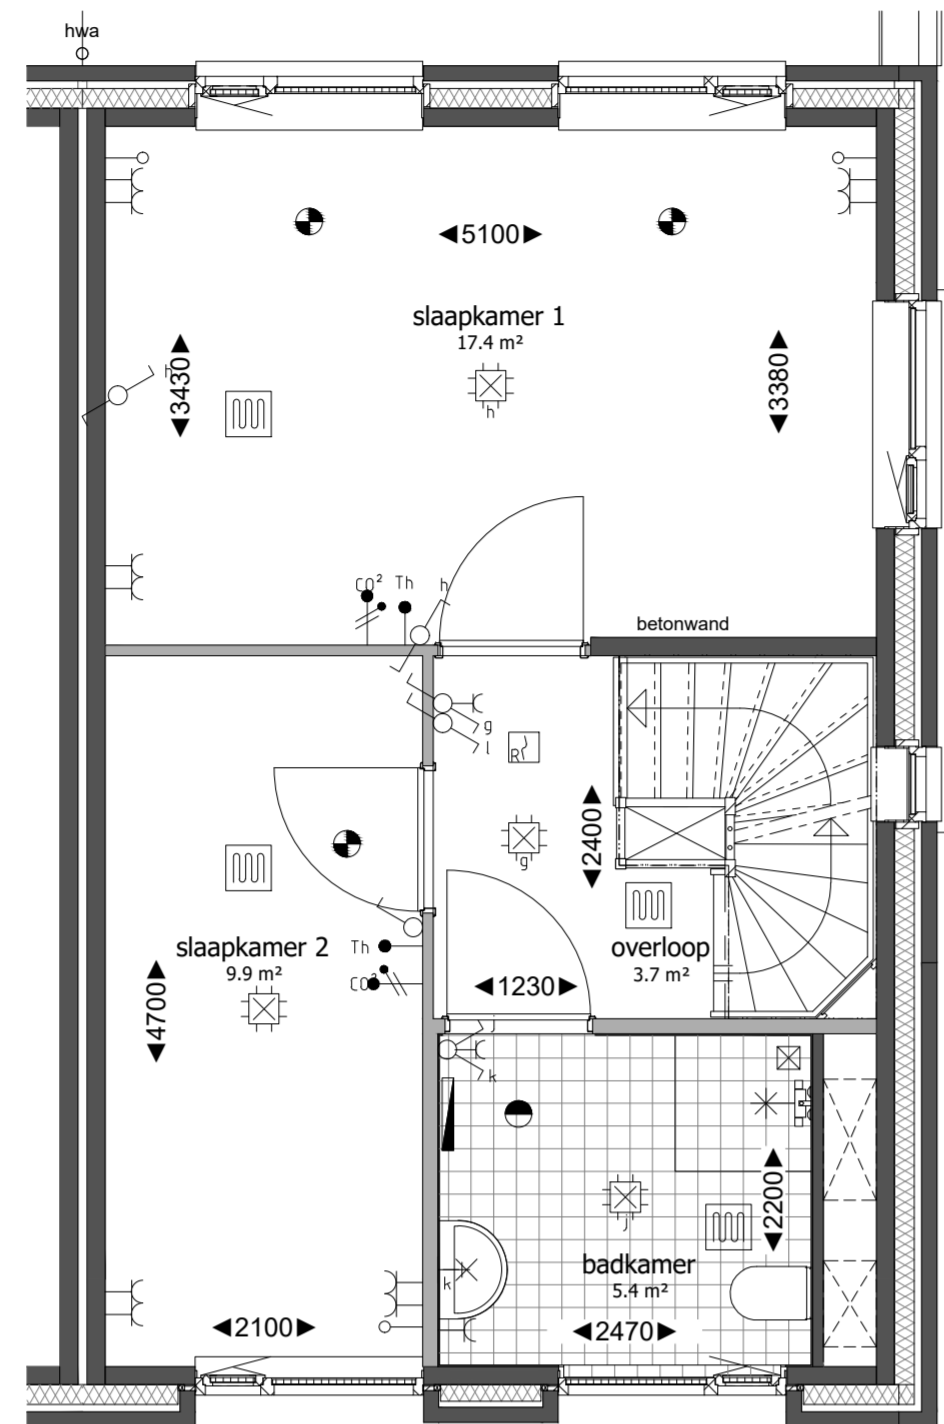 hwa
◀5100▶
slaapkamer 1
17.4 m²
◀3430▶
h
◀3380▶
h
CO²
Th
h
betonwand
g
l
R
g
◀2400▶
slaapkamer 2
9.9 m²
Th
CO²
overloop
3.7 m²
◀4700▶
◀1230▶
j
k
◀2200▶
j
badkamer
5.4 m²
k
◀2100▶
◀2470▶